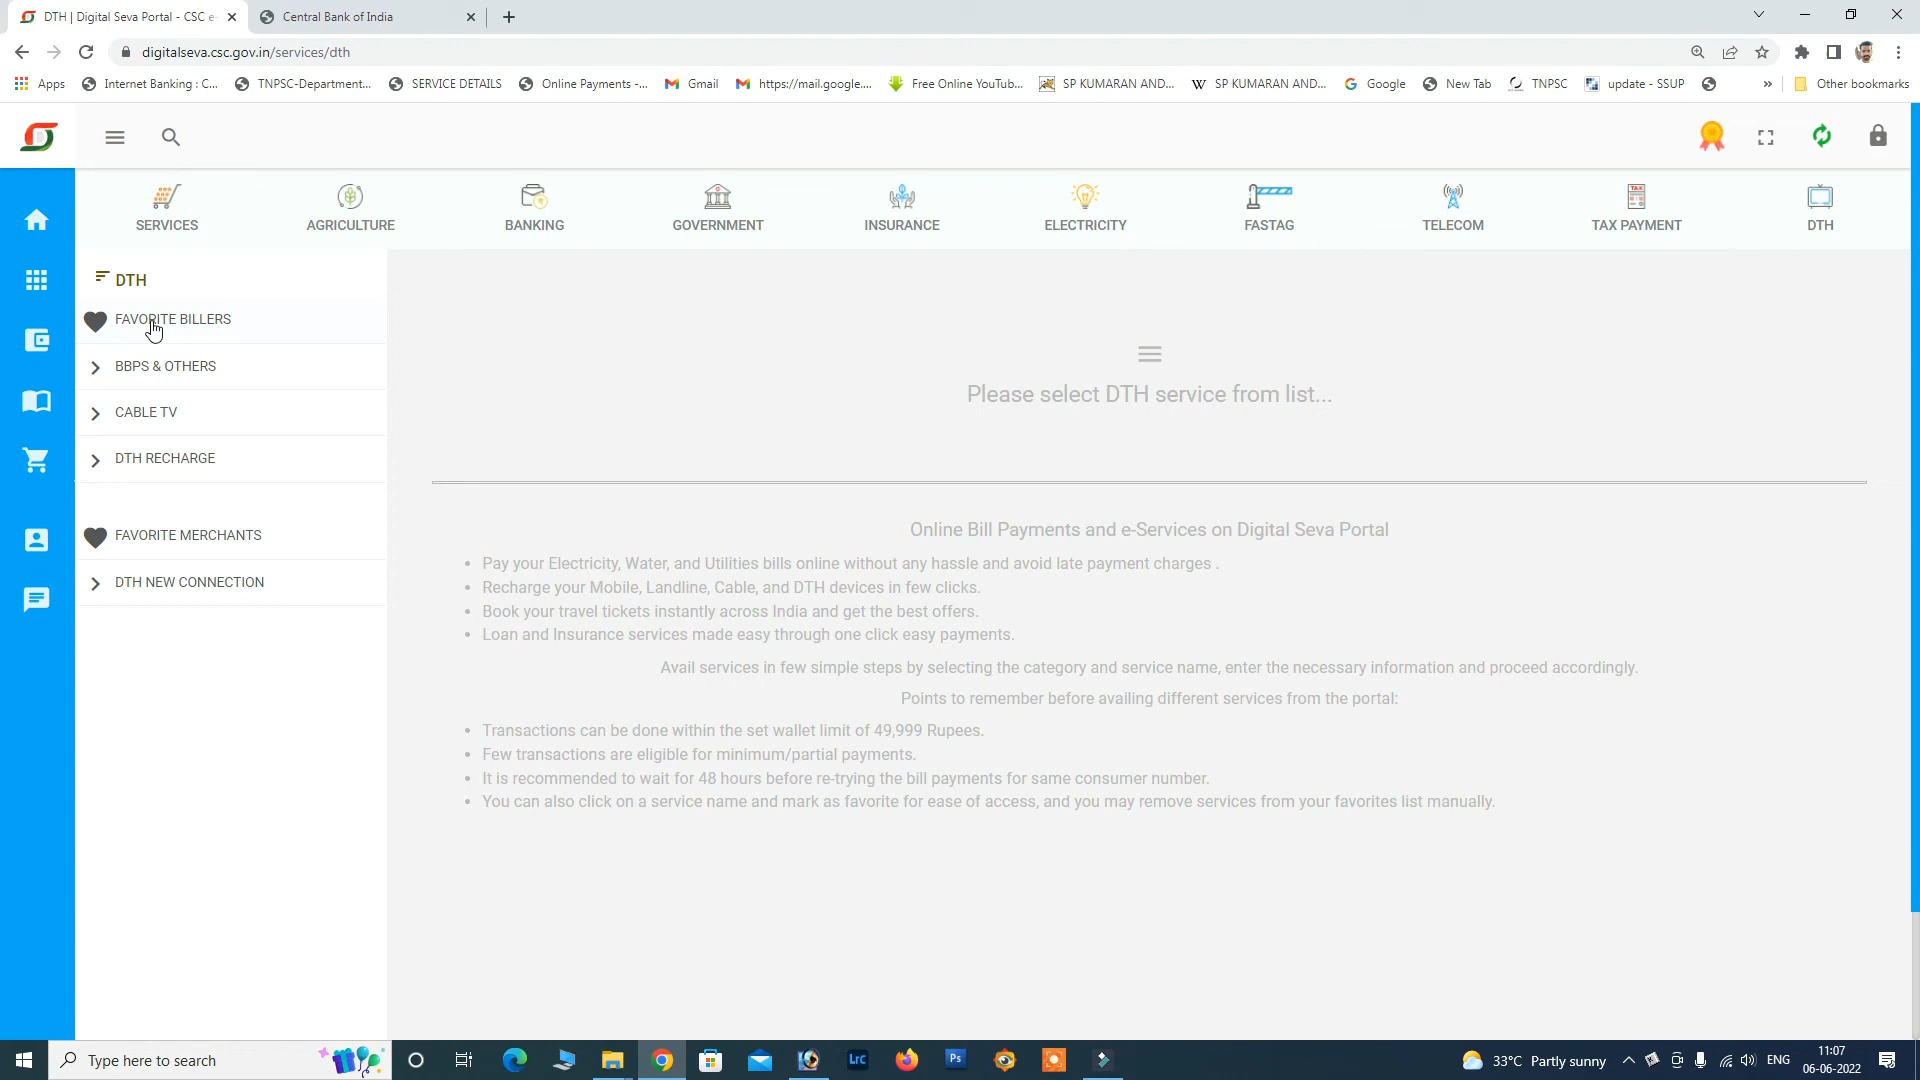 DTH | Digital Seva Portal - CSC e-
Central Bank of India
digitalseva.csc.gov.in/services/dth
Apps
Internet Banking : C...
TNPSC-Department...
SERVICE DETAILS
Online Payments -...
Gmail
https://mail.google....
Free Online YouTub...
SP KUMARAN AND...
SP KUMARAN AND...
Google
New Tab
TNPSC
update - SSUP
»
Other bookmarks
SERVICES
AGRICULTURE
BANKING
GOVERNMENT
INSURANCE
ELECTRICITY
FASTAG
TELECOM
TAX
TAX PAYMENT
DTH
DTH
FAVORITE BILLERS
BBPS & OTHERS
CABLE TV
DTH RECHARGE
FAVORITE MERCHANTS
DTH NEW CONNECTION
Please select DTH service from list...
Online Bill Payments and e-Services on Digital Seva Portal
• Pay your Electricity, Water, and Utilities bills online without any hassle and avoid late payment charges .
• Recharge your Mobile, Landline, Cable, and DTH devices in few clicks.
• Book your travel tickets instantly across India and get the best offers.
• Loan and Insurance services made easy through one click easy payments.
Avail services in few simple steps by selecting the category and service name, enter the necessary information and proceed accordingly.
Points to remember before availing different services from the portal:
• Transactions can be done within the set wallet limit of 49,999 Rupees.
• Few transactions are eligible for minimum/partial payments.
• It is recommended to wait for 48 hours before re-trying the bill payments for same consumer number.
• You can also click on a service name and mark as favorite for ease of access, and you may remove services from your favorites list manually.
Type here to search
Lrc
Ps
33°C Partly sunny
ENG
11:07
06-06-2022